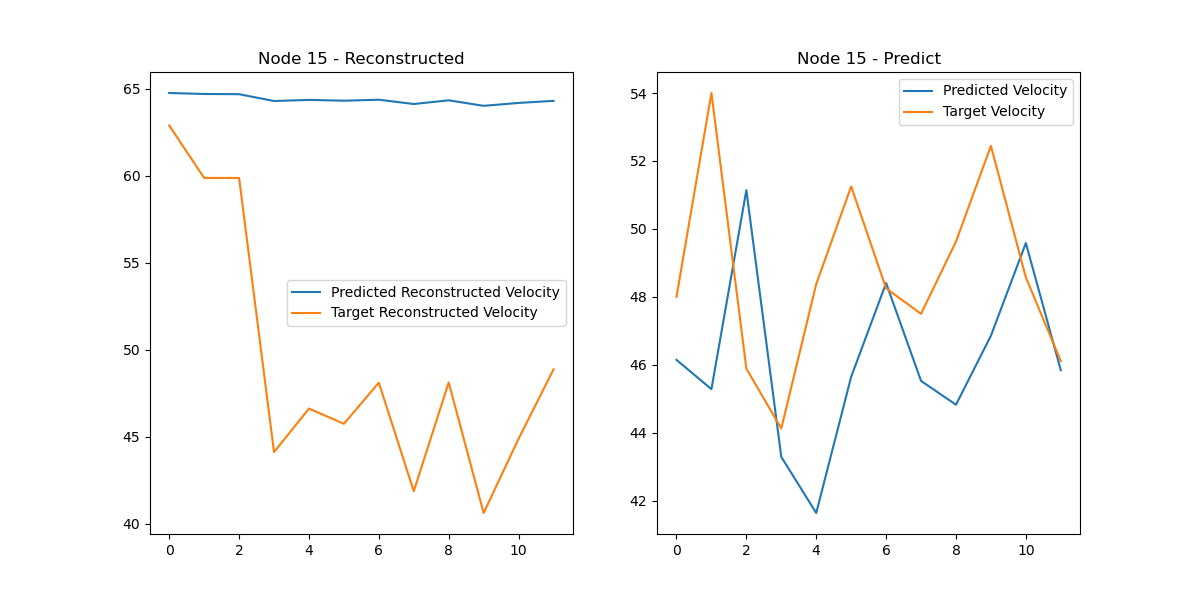 Node 15 - Reconstructed
65
60
55
50
45
40
0 2 4 6 8 10
Predicted Reconstructed Velocity
Target Reconstructed Velocity
Node 15 - Predict
54
52
50
48
46
44
42
0 2 4 6 8 10
Predicted Velocity
Target Velocity